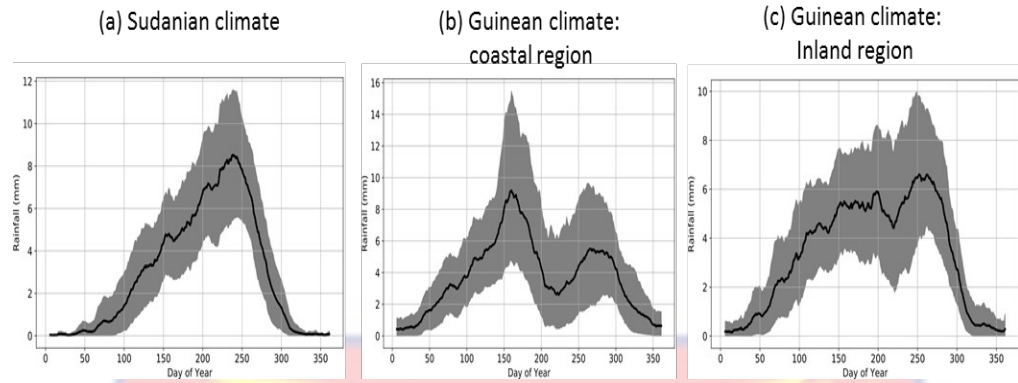 (a) Sudanian climate
(b) Guinean climate:
coastal region
(c) Guinean climate:
Inland region
12
10
8
6
4
2
0
Rainfall (mm)
0 50 100 150 200 250 300 350
Day of Year
16
14
12
10
8
6
4
2
0
Rainfall (mm)
0 50 100 150 200 250 300 350
Day of Year
10
8
6
4
2
0
Rainfall (mm)
0 50 100 150 200 250 300 350
Day of Year